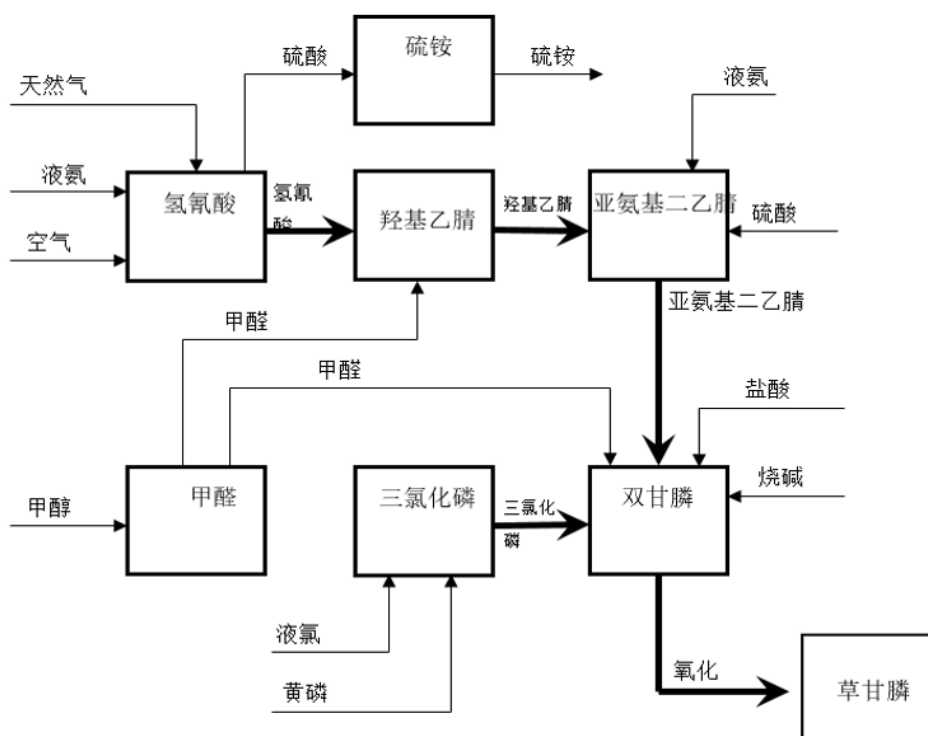 硫酸
硫铵
硫铵
天然气
液氨
液氨
氢氰酸
氢氰
酸
羟基乙腈
羟基乙腈
亚氨基二乙腈
硫酸
空气
亚氨基二乙腈
甲醛
甲醛
盐酸
甲醇
甲醛
三氯化磷
三氯化
磷
双甘膦
烧碱
液氯
黄磷
氧化
草甘膦